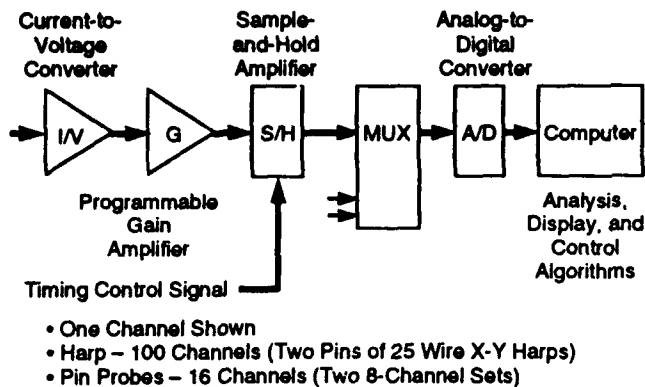 Current-to-
Voltage
Converter
Sample-
and-Hold
Amplifier
Analog-to-
Digital
Converter
I/V
G
S/H
MUX
A/D
Computer
Programmable
Gain
Amplifier
Analysis,
Display, and
Control
Algorithms
Timing Control Signal
• One Channel Shown
• Harp – 100 Channels (Two Pins of 25 Wire X-Y Harps)
• Pin Probes – 16 Channels (Two 8-Channel Sets)